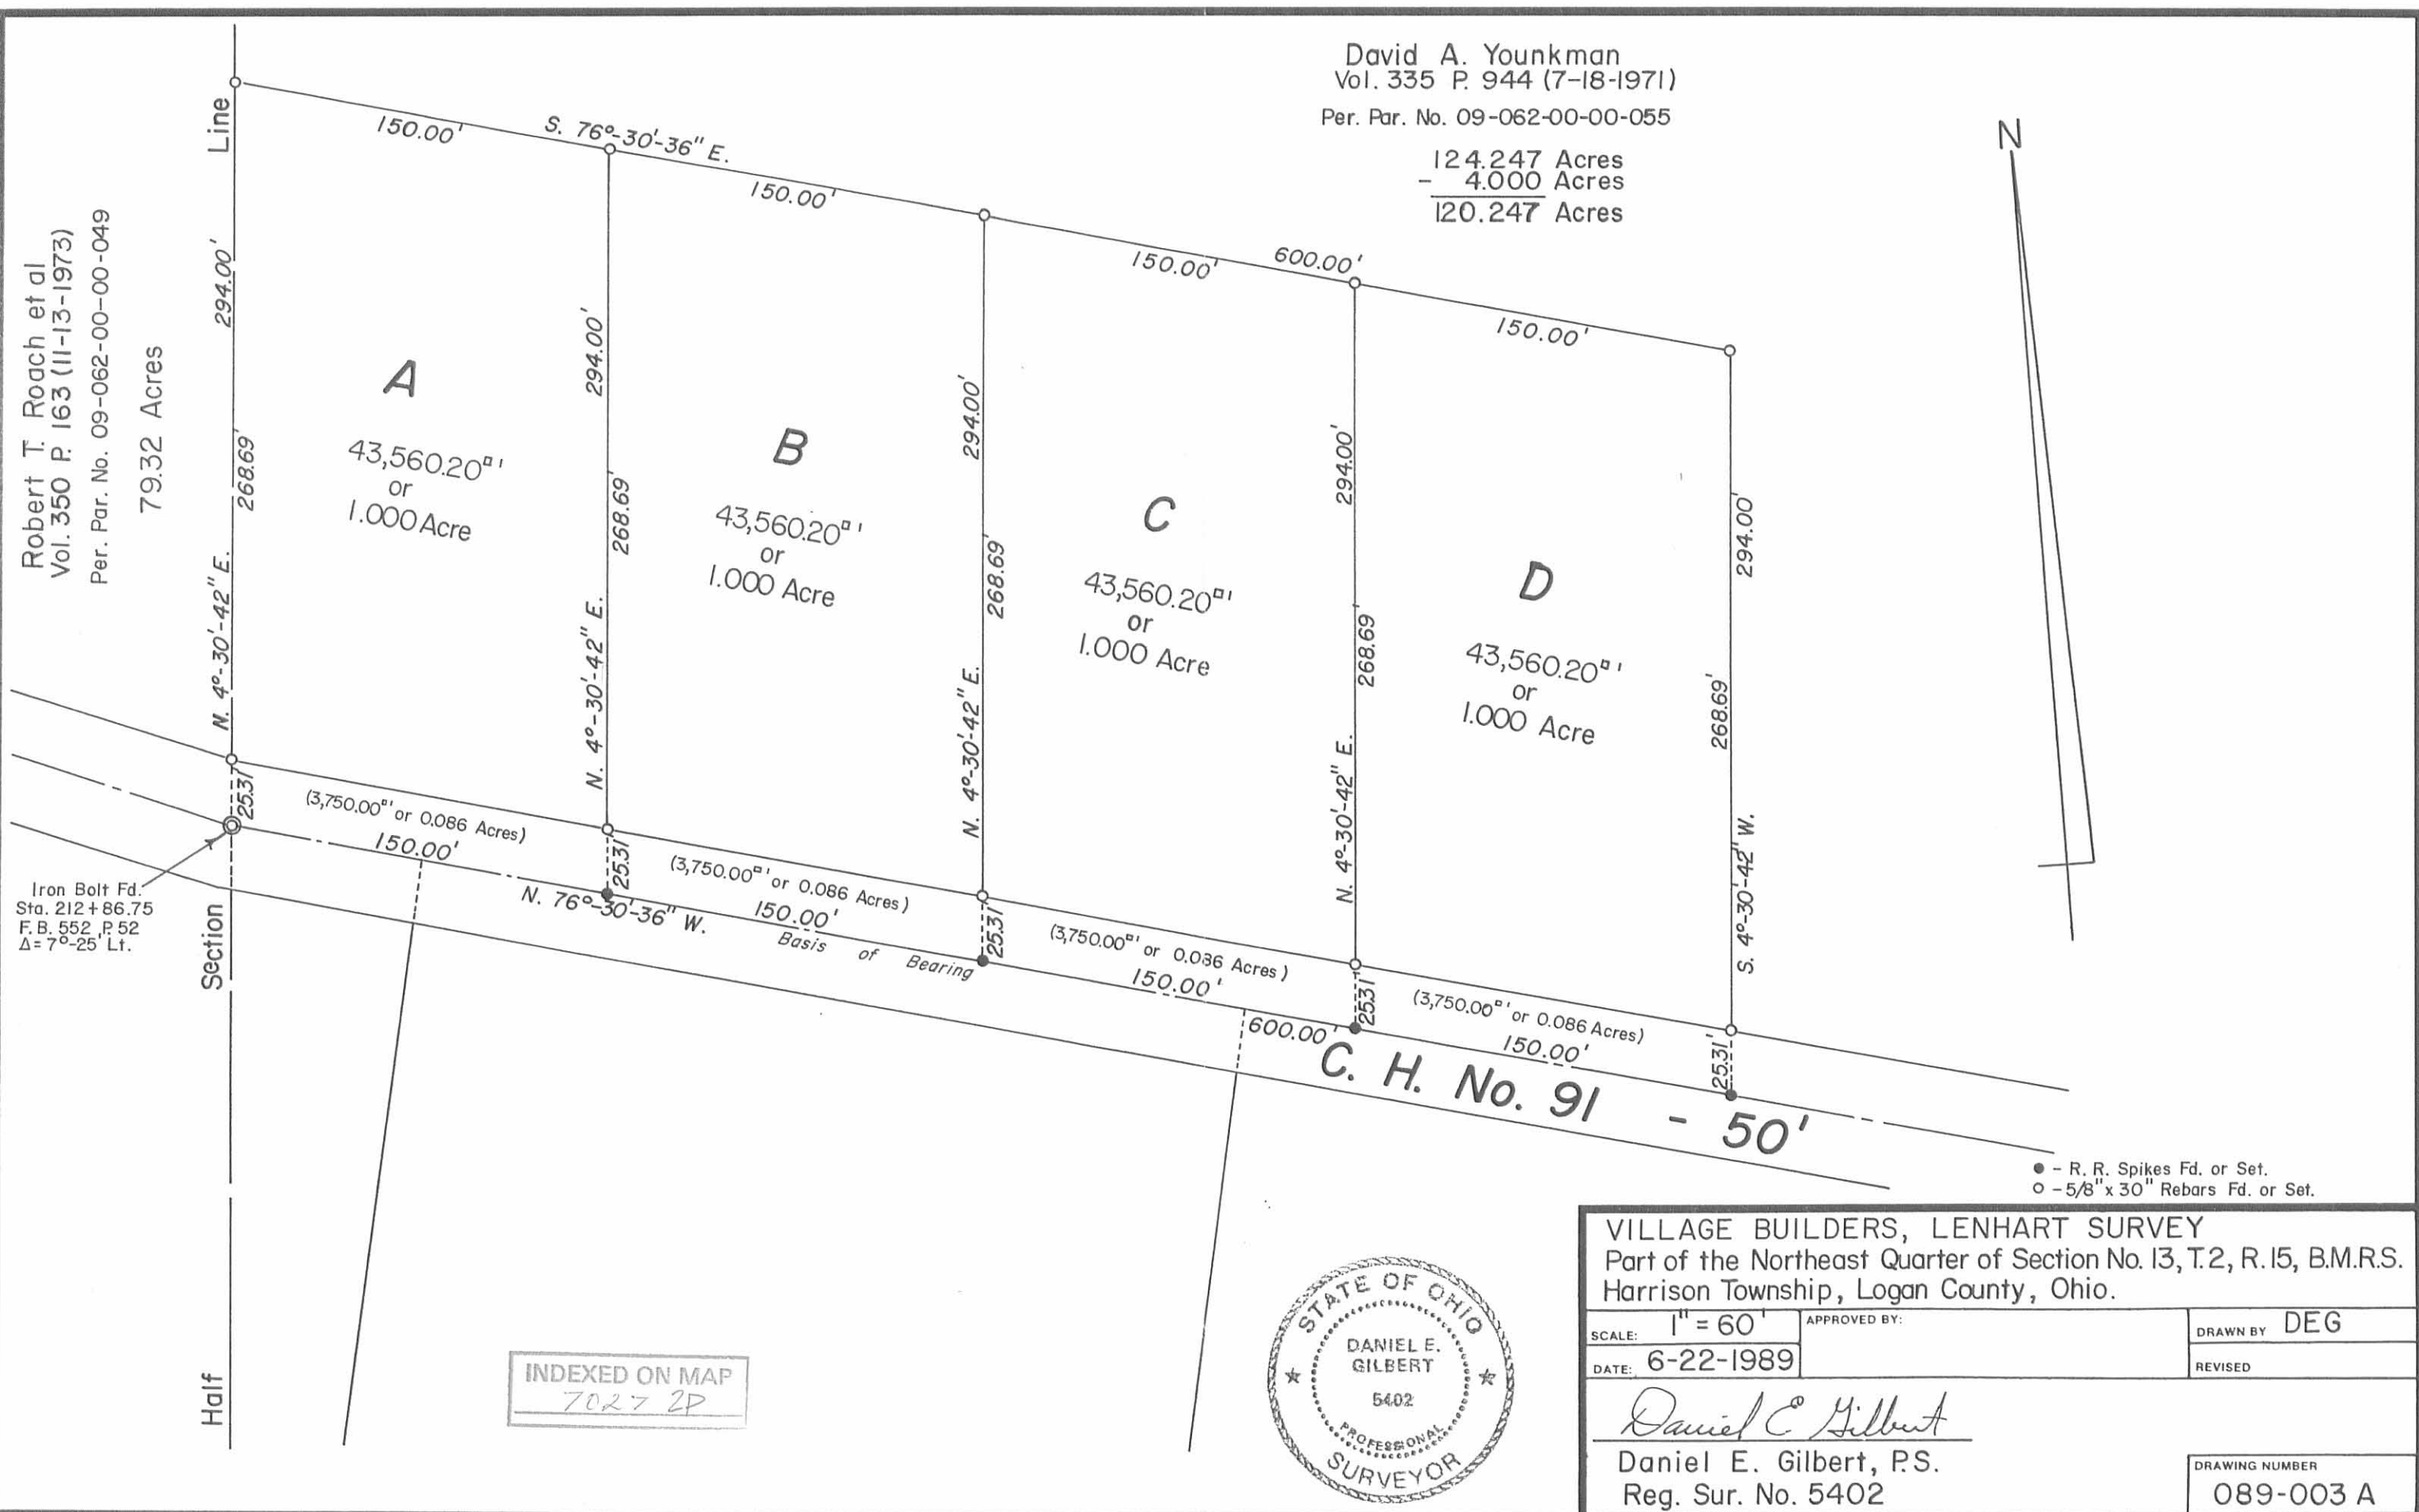 David A. Younkman
Vol. 335 P. 944 (7-18-1971)
Per. Par. No. 09-062-00-00-055
124.247 Acres
- 4.000 Acres
120.247 Acres
N
Robert T. Roach et al
Vol. 350 P. 163 (11-13-1973)
Per. Par. No. 09-062-00-00-049
79.32 Acres
Line
150.00'
S. 76°-30'-36" E.
150.00'
150.00'
600.00'
150.00'
294.00'
268.69'
N. 4°-30'-42" E.
A
43,560.20□'
or
1.000 Acre
294.00'
268.69'
N. 4°-30'-42" E.
B
43,560.20□'
or
1.000 Acre
294.00'
268.69'
N. 4°-30'-42" E.
C
43,560.20□'
or
1.000 Acre
294.00'
268.69'
N. 4°-30'-42" E.
D
43,560.20□'
or
1.000 Acre
294.00'
268.69'
S. 4°-30'-42" W.
25.31'
(3,750.00□' or 0.086 Acres)
150.00'
25.31'
(3,750.00□' or 0.086 Acres)
150.00'
25.31'
(3,750.00□' or 0.036 Acres)
150.00'
25.31'
(3,750.00□' or 0.086 Acres)
150.00'
25.31'
N. 76°-30'-36" W.
Basis of Bearing
600.00'
C. H. No. 91 - 50'
Iron Bolt Fd.
Sta. 212+86.75
F. B. 552 P. 52
Δ= 7°-25' Lt.
Section
Half
● - R. R. Spikes Fd. or Set.
○ - 5/8" x 30" Rebars Fd. or Set.
INDEXED ON MAP
7027 2P
STATE OF OHIO
DANIEL E.
GILBERT
5402
PROFESSIONAL
SURVEYOR
VILLAGE BUILDERS, LENHART SURVEY
Part of the Northeast Quarter of Section No. 13, T. 2, R. 15, B.M.R.S.
Harrison Township, Logan County, Ohio.
SCALE: 1" = 60'
APPROVED BY:
DRAWN BY DEG
DATE: 6-22-1989
REVISED
Daniel E Gilbert
Daniel E. Gilbert, P.S.
Reg. Sur. No. 5402
DRAWING NUMBER
089-003 A